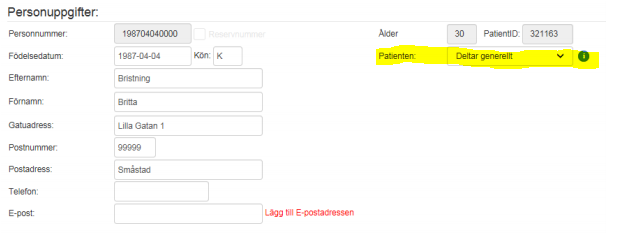 Personuppgifter:
Personnummer: 198704040000 Reservnummer Ålder 30 PatientID: 321163
Födelsedatum: 1987-04-04 Kön: K Patienten: Deltar generellt
Efternamn: Bristning
Förnamn: Britta
Gatuadress: Lilla Gatan 1
Postnummer: 99999
Postadress: Småstad
Telefon:
E-post: Lägg till E-postadressen